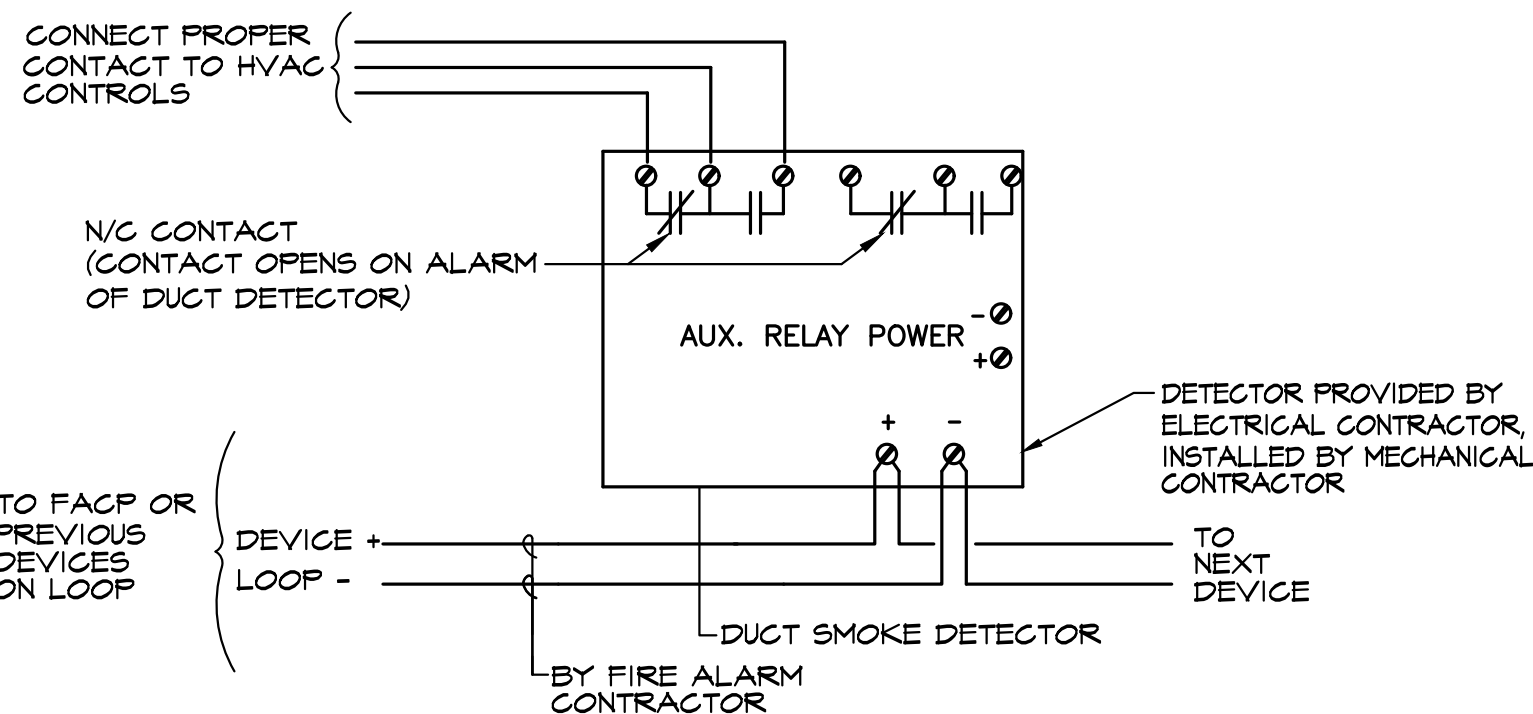 CONNECT PROPER
CONTACT TO HVAC
CONTROLS
N/C CONTACT
(CONTACT OPENS ON ALARM
OF DUCT DETECTOR)
AUX. RELAY POWER
-
+
+ -
DETECTOR PROVIDED BY
ELECTRICAL CONTRACTOR,
INSTALLED BY MECHANICAL
CONTRACTOR
TO FACP OR
PREVIOUS
DEVICES
ON LOOP
DEVICE +
LOOP -
TO
NEXT
DEVICE
DUCT SMOKE DETECTOR
BY FIRE ALARM
CONTRACTOR